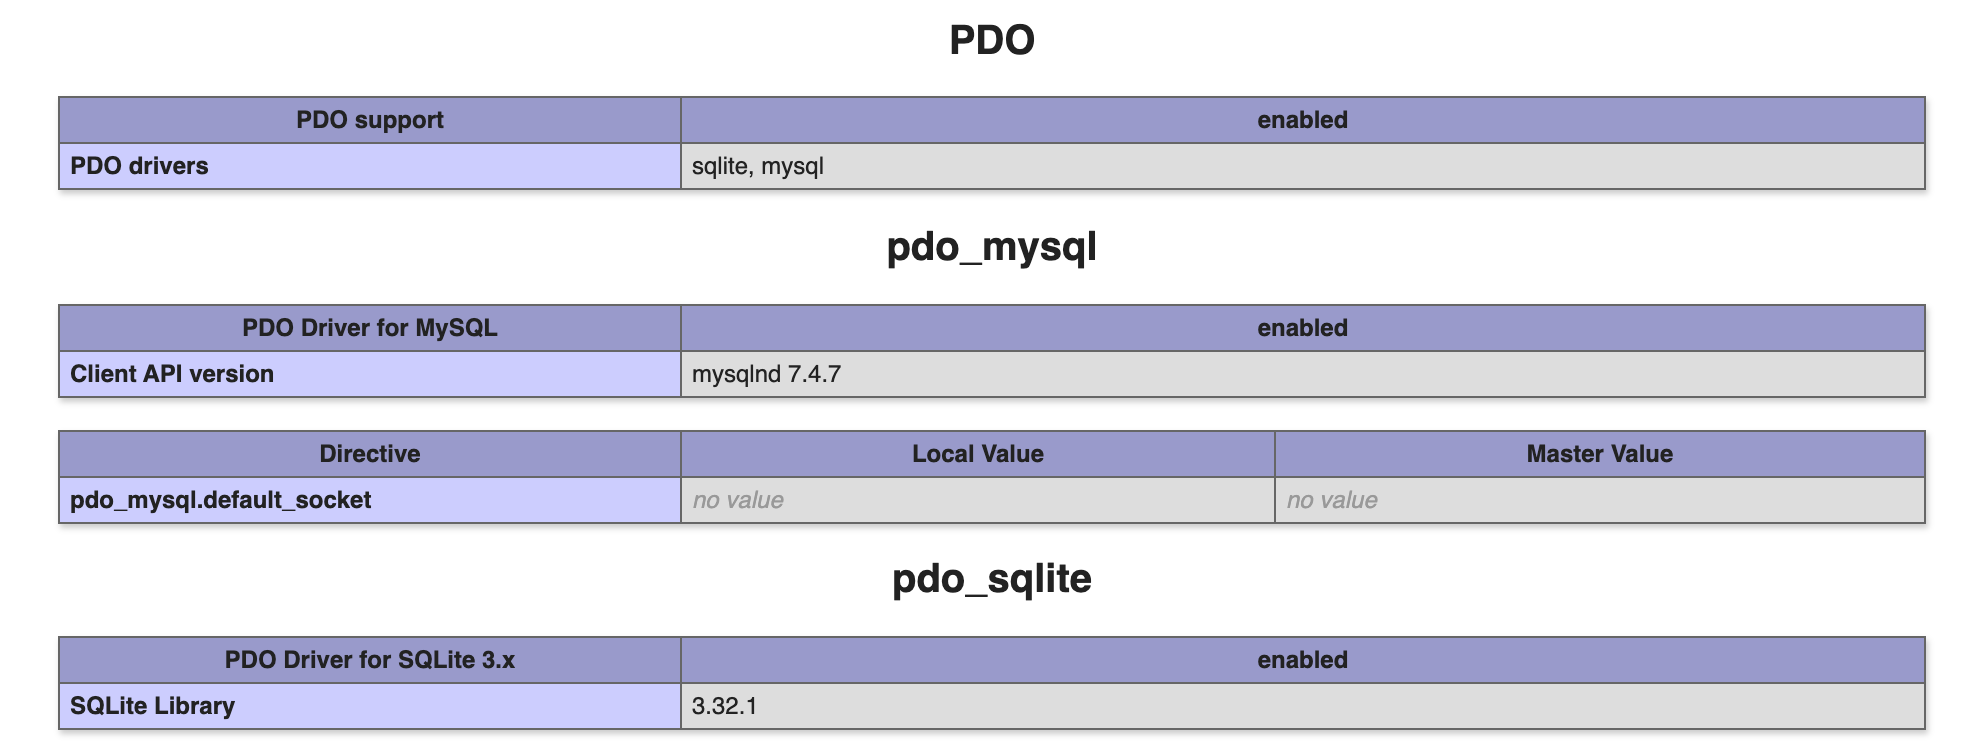 PDO
PDO support enabled
PDO drivers sqlite, mysql
pdo_mysql
PDO Driver for MySQL enabled
Client API version mysqlnd 7.4.7
Directive Local Value Master Value
pdo_mysql.default_socket no value no value
pdo_sqlite
PDO Driver for SQLite 3.x enabled
SQLite Library 3.32.1